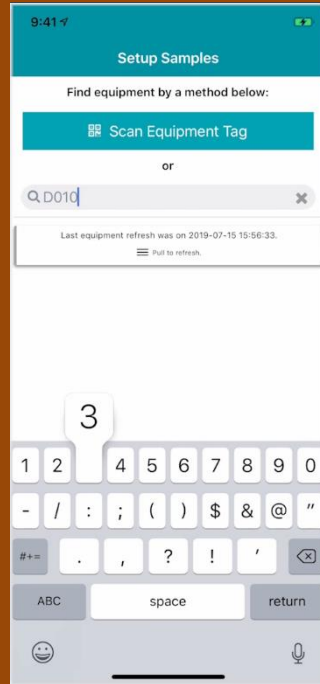 9:41
Setup Samples
Find equipment by a method below:
Scan Equipment Tag
or
D010
Last equipment refresh was on 2019-07-15 15:56:33.
Pull to refresh.
3
1 2 4 5 6 7 8 9 0
- / : ; ( ) $ & @ "
#+= . , ? ! '
ABC space return